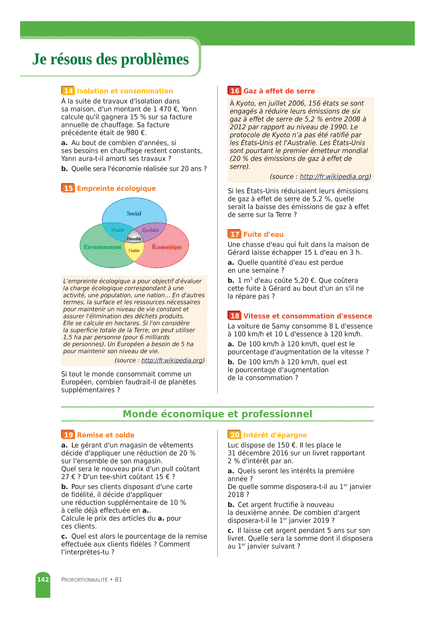 Je résous des problèmes
14 Isolation et consommation
À la suite de travaux d'isolation dans
sa maison, d'un montant de 1 470 €, Yann
calcule qu'il gagnera 15 % sur sa facture
annuelle de chauffage. Sa facture
précédente était de 980 €.
a. Au bout de combien d'années, si
ses besoins en chauffage restent constants,
Yann aura-t-il amorti ses travaux ?
b. Quelle sera l'économie réalisée sur 20 ans ?
15 Empreinte écologique
Social
Vivable
Équitable
Durable
Environnement
Viable
Économique
L'empreinte écologique a pour objectif d'évaluer
la charge écologique correspondant à une
activité, une population, une nation... En d'autres
termes, la surface et les ressources nécessaires
pour maintenir un niveau de vie constant et
assurer l'élimination des déchets produits.
Elle se calcule en hectares. Si l'on considère
la superficie totale de la Terre, on peut utiliser
1,5 ha par personne (pour 6 milliards
de personnes). Un Européen a besoin de 5 ha
pour maintenir son niveau de vie.
(source : http://fr.wikipedia.org)
Si tout le monde consommait comme un
Européen, combien faudrait-il de planètes
supplémentaires ?
16 Gaz à effet de serre
À Kyoto, en juillet 2006, 156 états se sont
engagés à réduire leurs émissions de six
gaz à effet de serre de 5,2 % entre 2008 à
2012 par rapport au niveau de 1990. Le
protocole de Kyoto n'a pas été ratifié par
les États-Unis et l'Australie. Les États-Unis
sont pourtant le premier émetteur mondial
(20 % des émissions de gaz à effet de
serre).
(source : http://fr.wikipedia.org)
Si les États-Unis réduisaient leurs émissions
de gaz à effet de serre de 5,2 %, quelle
serait la baisse des émissions de gaz à effet
de serre sur la Terre ?
17 Fuite d'eau
Une chasse d'eau qui fuit dans la maison de
Gérard laisse échapper 15 L d'eau en 3 h.
a. Quelle quantité d'eau est perdue
en une semaine ?
b. 1 m³ d'eau coûte 5,20 €. Que coûtera
cette fuite à Gérard au bout d'un an s'il ne
la répare pas ?
18 Vitesse et consommation d'essence
La voiture de Samy consomme 8 L d'essence
à 100 km/h et 10 L d'essence à 120 km/h.
a. De 100 km/h à 120 km/h, quel est le
pourcentage d'augmentation de la vitesse ?
b. De 100 km/h à 120 km/h, quel est
le pourcentage d'augmentation
de la consommation ?
Monde économique et professionnel
19 Remise et solde
a. Le gérant d'un magasin de vêtements
décide d'appliquer une réduction de 20 %
sur l'ensemble de son magasin.
Quel sera le nouveau prix d'un pull coûtant
27 € ? D'un tee-shirt coûtant 15 € ?
b. Pour ses clients disposant d'une carte
de fidélité, il décide d'appliquer
une réduction supplémentaire de 10 %
à celle déjà effectuée en a..
Calcule le prix des articles du a. pour
ces clients.
c. Quel est alors le pourcentage de la remise
effectuée aux clients fidèles ? Comment
l'interprètes-tu ?
20 Intérêt d'épargne
Luc dispose de 150 €. Il les place le
31 décembre 2016 sur un livret rapportant
2 % d'intérêt par an.
a. Quels seront les intérêts la première
année ?
De quelle somme disposera-t-il au 1er janvier
2018 ?
b. Cet argent fructifie à nouveau
la deuxième année. De combien d'argent
disposera-t-il le 1er janvier 2019 ?
c. Il laisse cet argent pendant 5 ans sur son
livret. Quelle sera la somme dont il disposera
au 1er janvier suivant ?
142 PROPORTIONNALITÉ • B1